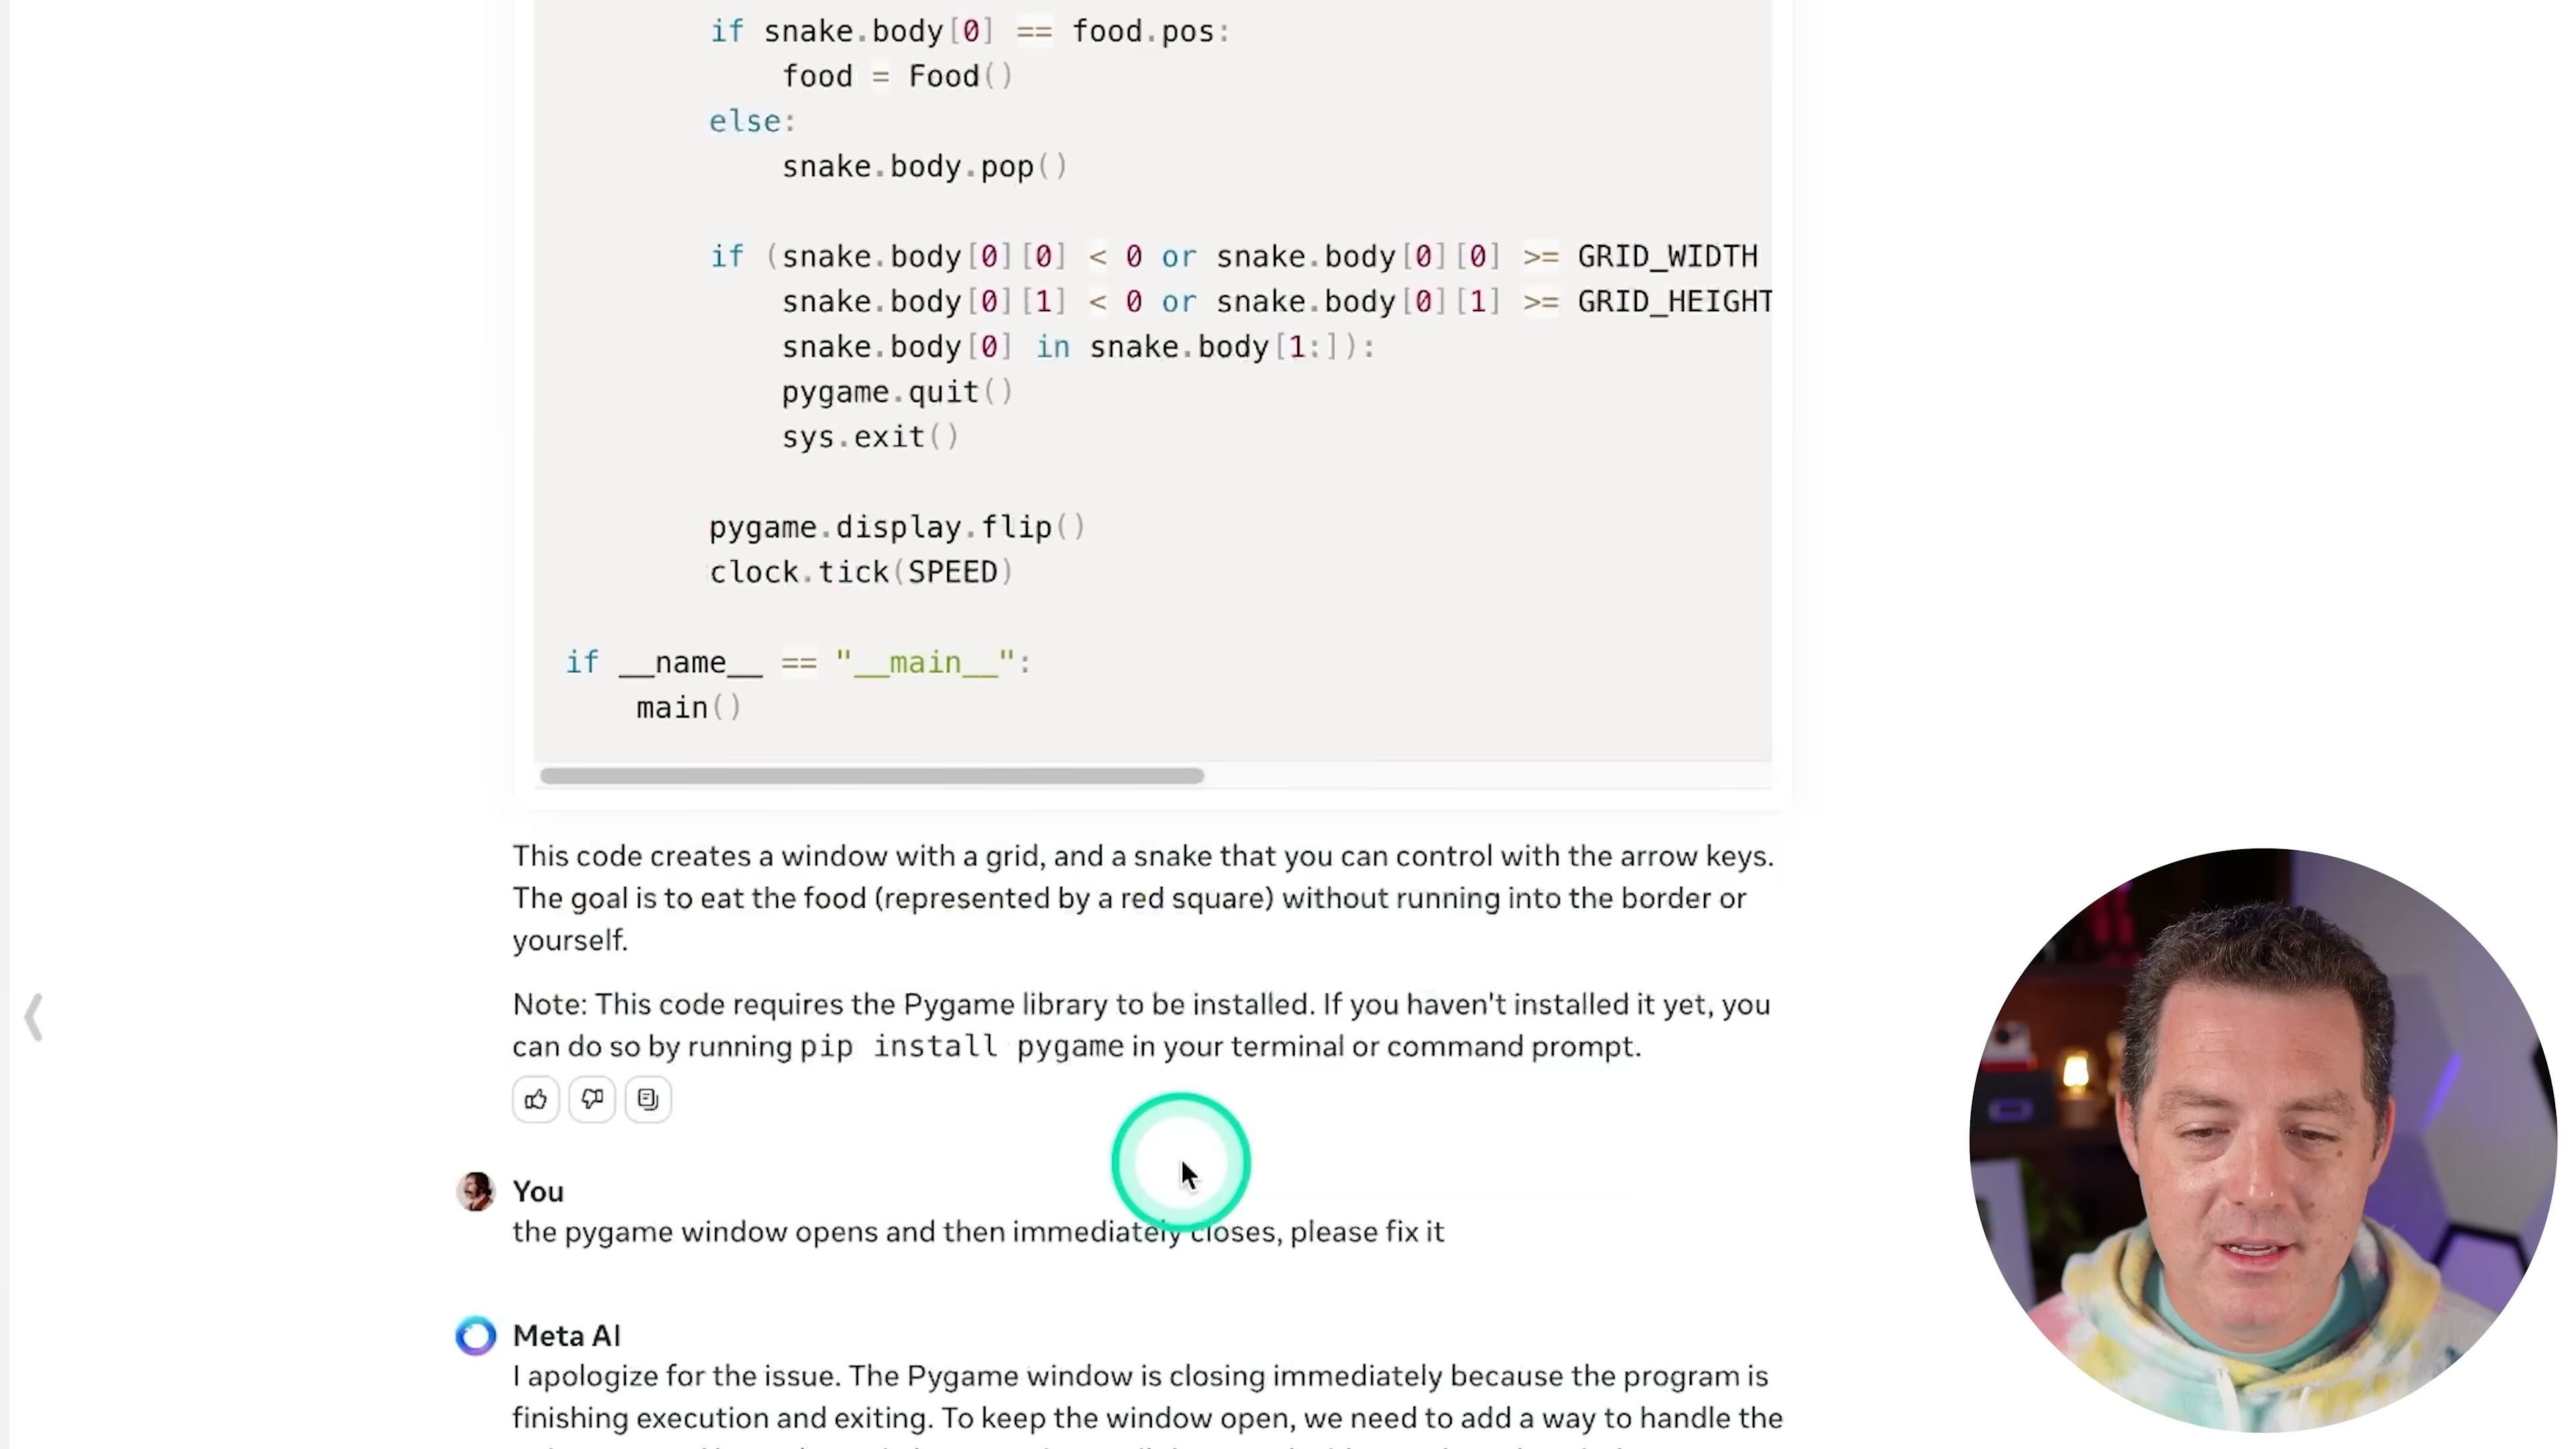 if snake.body[0] == food.pos:
food = Food()
else:
snake.body.pop()
if (snake.body[0][0] < 0 or snake.body[0][0] >= GRID_WIDTH
snake.body[0][1] < 0 or snake.body[0][1] >= GRID_HEIGHT
snake.body[0] in snake.body[1:]):
pygame.quit()
sys.exit()
pygame.display.flip()
clock.tick(SPEED)
if __name__ == "__main__":
main()
This code creates a window with a grid, and a snake that you can control with the arrow keys.
The goal is to eat the food (represented by a red square) without running into the border or
yourself.
Note: This code requires the Pygame library to be installed. If you haven't installed it yet, you
can do so by running pip install pygame in your terminal or command prompt.
You
the pygame window opens and then immediately closes, please fix it
Meta AI
I apologize for the issue. The Pygame window is closing immediately because the program is
finishing execution and exiting. To keep the window open, we need to add a way to handle the